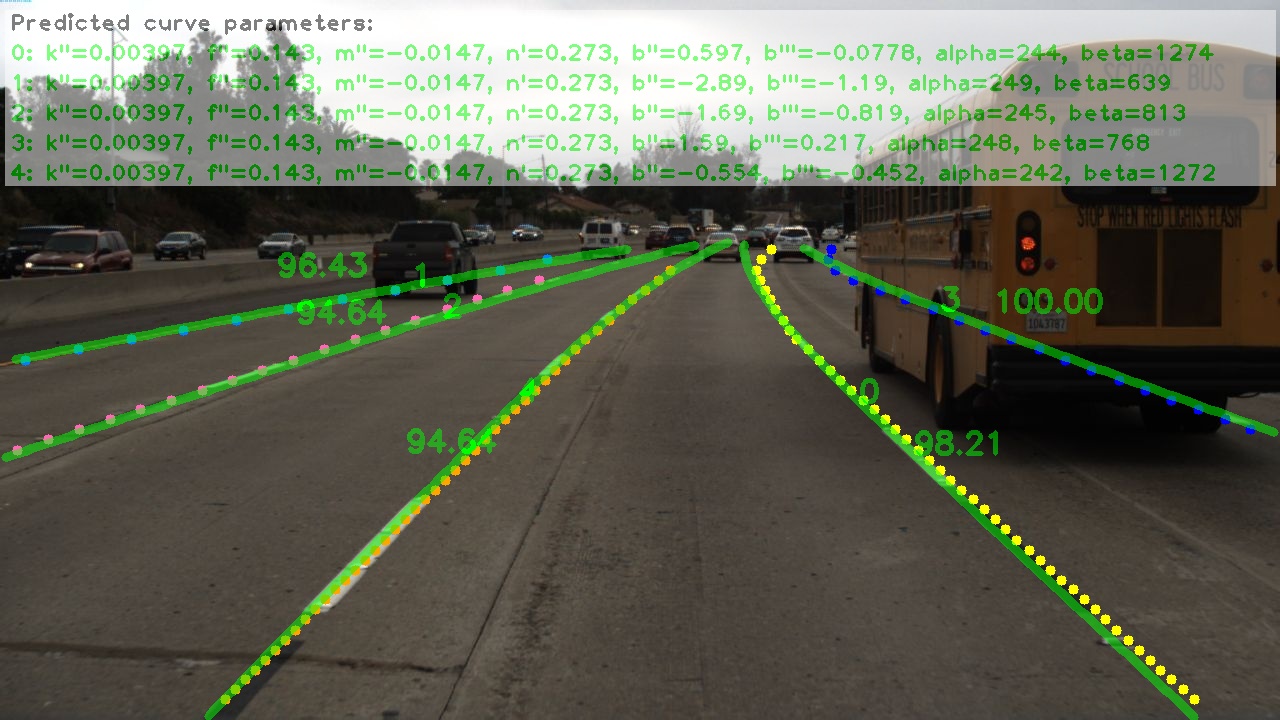 Predicted curve parameters:
0: k''=0.00397, f''=0.143, m''=-0.0147, n'=0.273, b''=0.597, b'''=-0.0778, alpha=244, beta=1274
1: k''=0.00397, f''=0.143, m''=-0.0147, n'=0.273, b''=-2.89, b'''=-1.19, alpha=249, beta=639
2: k''=0.00397, f''=0.143, m''=-0.0147, n'=0.273, b''=-1.69, b'''=-0.819, alpha=245, beta=813
3: k''=0.00397, f''=0.143, m''=-0.0147, n'=0.273, b''=1.59, b'''=0.217, alpha=248, beta=768
4: k''=0.00397, f''=0.143, m''=-0.0147, n'=0.273, b''=-0.554, b'''=-0.452, alpha=242, beta=1272
SCHOOL BUS
EMERGENCY EXIT
STOP WHEN RED LIGHTS FLASH
96.43 1
94.64 2
3 100.00
1043787
4
0
94.64
98.21